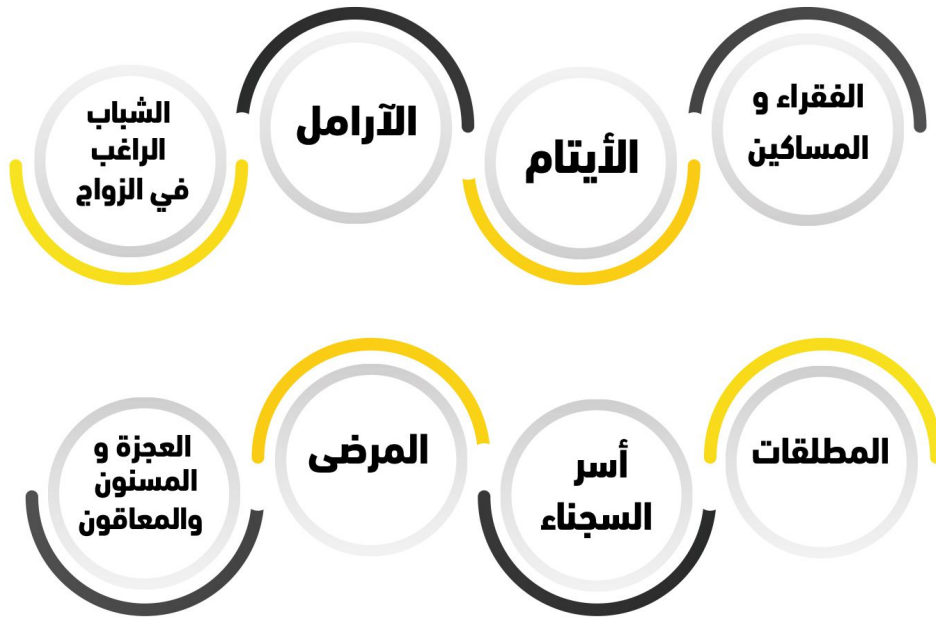 الفقراء و
المساكين
الأيتام
الآرامل
الشباب
الراغب
في الزواج
المطلقات
أسر
السجناء
المرضى
العجزة و
المسنون
والمعاقون